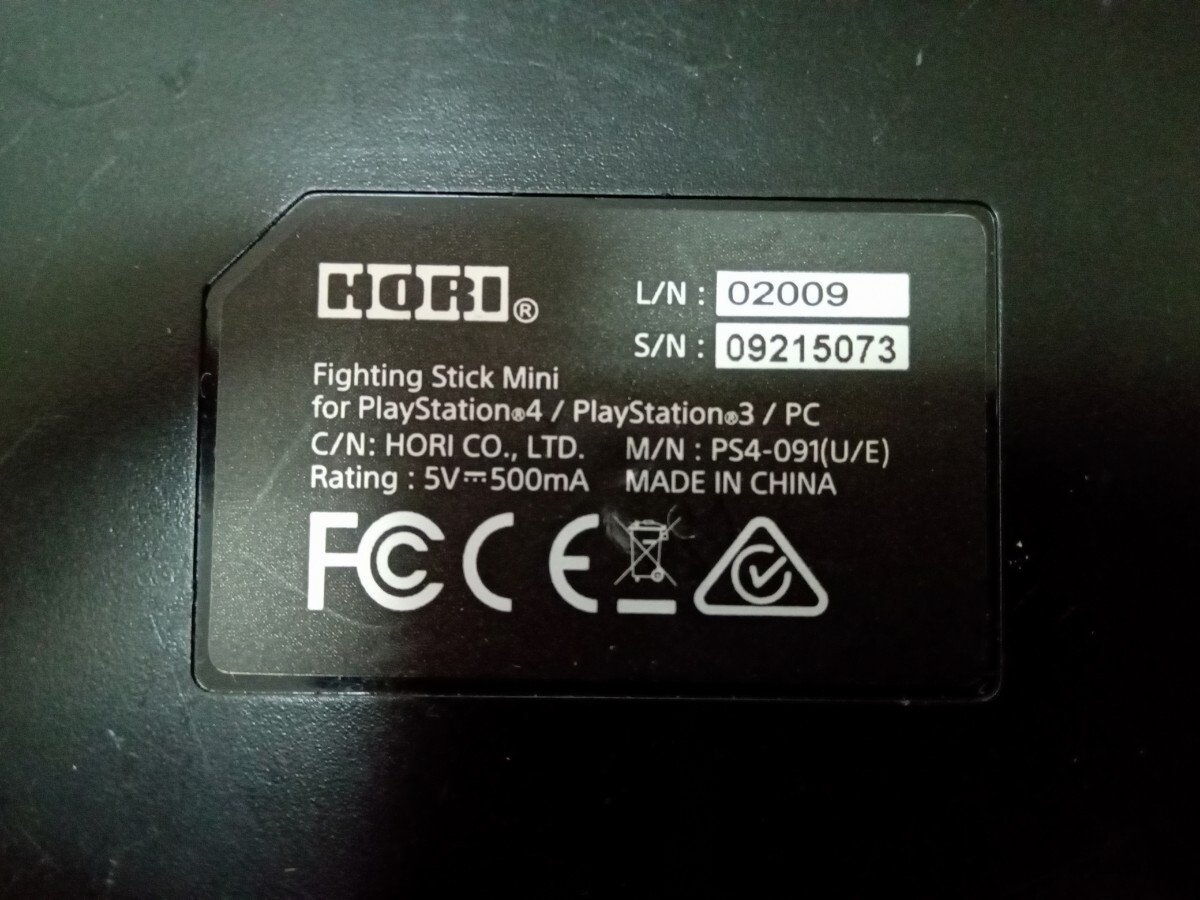 HORI®
L/N : 02009
S/N : 09215073
Fighting Stick Mini
for PlayStation®4 / PlayStation®3 / PC
C/N: HORI CO., LTD. M/N : PS4-091(U/E)
Rating : 5V⎓500mA MADE IN CHINA
FC CE